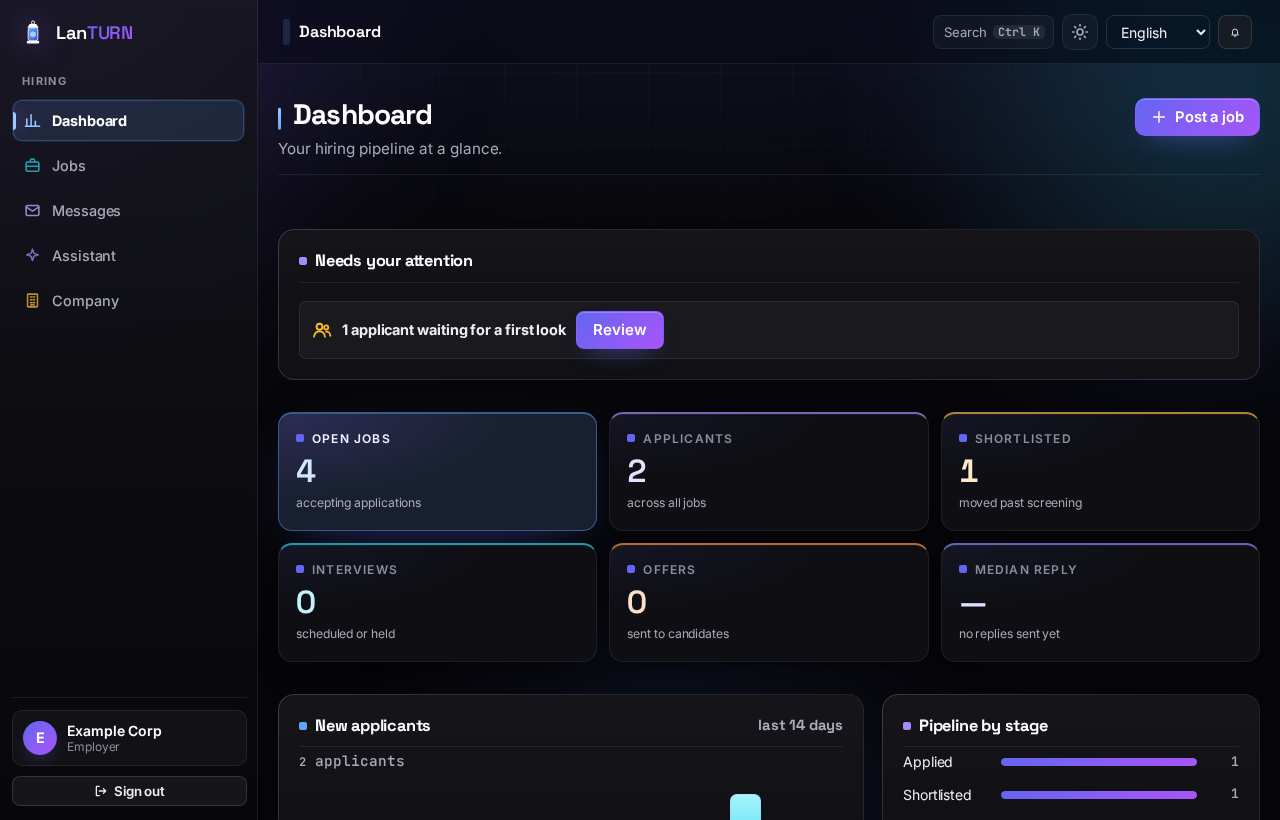 LanTURN
HIRING
Dashboard
Jobs
Messages
Assistant
Company
E
Example Corp
Employer
Sign out
Dashboard
Search Ctrl K
English
Dashboard
Your hiring pipeline at a glance.
Post a job
Needs your attention
1 applicant waiting for a first look
Review
OPEN JOBS
4
accepting applications
APPLICANTS
2
across all jobs
SHORTLISTED
1
moved past screening
INTERVIEWS
0
scheduled or held
OFFERS
0
sent to candidates
MEDIAN REPLY
—
no replies sent yet
New applicants
last 14 days
2 applicants
Pipeline by stage
Applied 1
Shortlisted 1